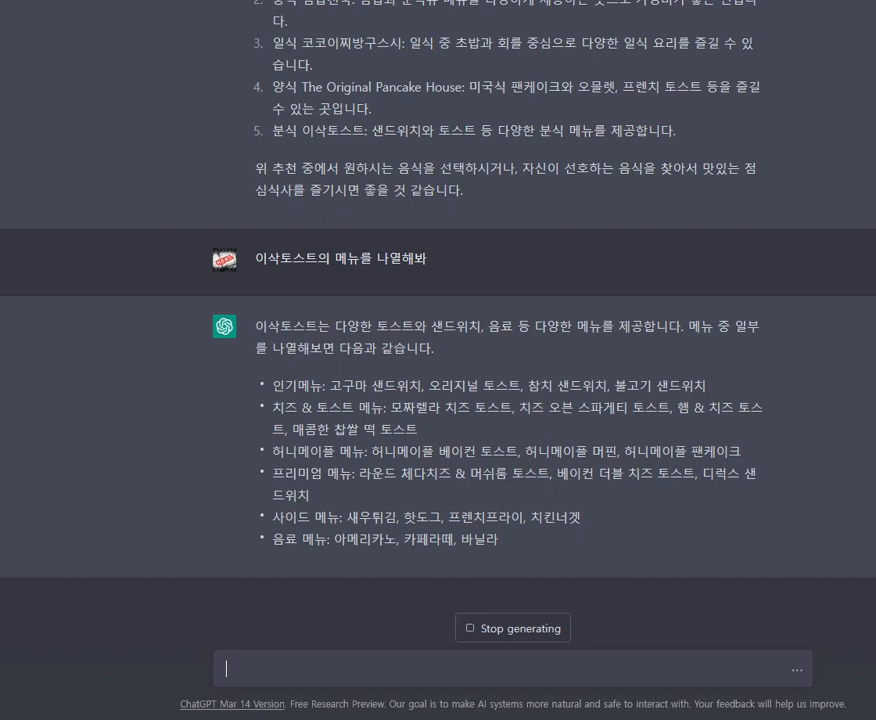 다.
3. 일식 코코이찌방구스시: 일식 중 초밥과 회를 중심으로 다양한 일식 요리를 즐길 수 있
습니다.
4. 양식 The Original Pancake House: 미국식 팬케이크와 오믈렛, 프렌치 토스트 등을 즐길
수 있는 곳입니다.
5. 분식 이삭토스트: 샌드위치와 토스트 등 다양한 분식 메뉴를 제공합니다.
위 추천 중에서 원하시는 음식을 선택하시거나, 자신이 선호하는 음식을 찾아서 맛있는 점
심식사를 즐기시면 좋을 것 같습니다.
이삭토스트의 메뉴를 나열해봐
이삭토스트는 다양한 토스트와 샌드위치, 음료 등 다양한 메뉴를 제공합니다. 메뉴 중 일부
를 나열해보면 다음과 같습니다.
• 인기메뉴: 고구마 샌드위치, 오리지널 토스트, 참치 샌드위치, 불고기 샌드위치
• 치즈 & 토스트 메뉴: 모짜렐라 치즈 토스트, 치즈 오븐 스파게티 토스트, 햄 & 치즈 토스
트, 매콤한 찹쌀 떡 토스트
• 허니메이플 메뉴: 허니메이플 베이컨 토스트, 허니메이플 머핀, 허니메이플 팬케이크
• 프리미엄 메뉴: 라운드 체다치즈 & 머쉬룸 토스트, 베이컨 더블 치즈 토스트, 디럭스 샌
드위치
• 사이드 메뉴: 새우튀김, 핫도그, 프렌치프라이, 치킨너겟
• 음료 메뉴: 아메리카노, 카페라떼, 바닐라
Stop generating
ChatGPT Mar 14 Version. Free Research Preview. Our goal is to make AI systems more natural and safe to interact with. Your feedback will help us improve.